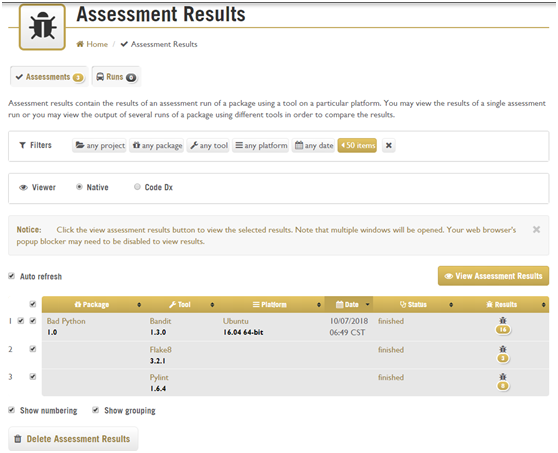 Assessment Results
Home / Assessment Results
Assessments 3 Runs 0
Assessment results contain the results of an assessment run of a package using a tool on a particular platform. You may view the results of a single assessment
run or you may view the output of several runs of a package using different tools in order to compare the results.
Filters any project any package any tool any platform any date 50 items
Viewer Native Code Dx
Notice: Click the view assessment results button to view the selected results. Note that multiple windows will be opened. Your web browser's
popup blocker may need to be disabled to view results.
Auto refresh View Assessment Results
Package Tool Platform Date Status Results
1 Bad Python Bandit Ubuntu 10/07/2018 finished
1.0 1.3.0 16.04 64-bit 06:49 CST 16
2 Flake8 finished
3.2.1
3 Pylint finished
1.6.4
Show numbering Show grouping
Delete Assessment Results